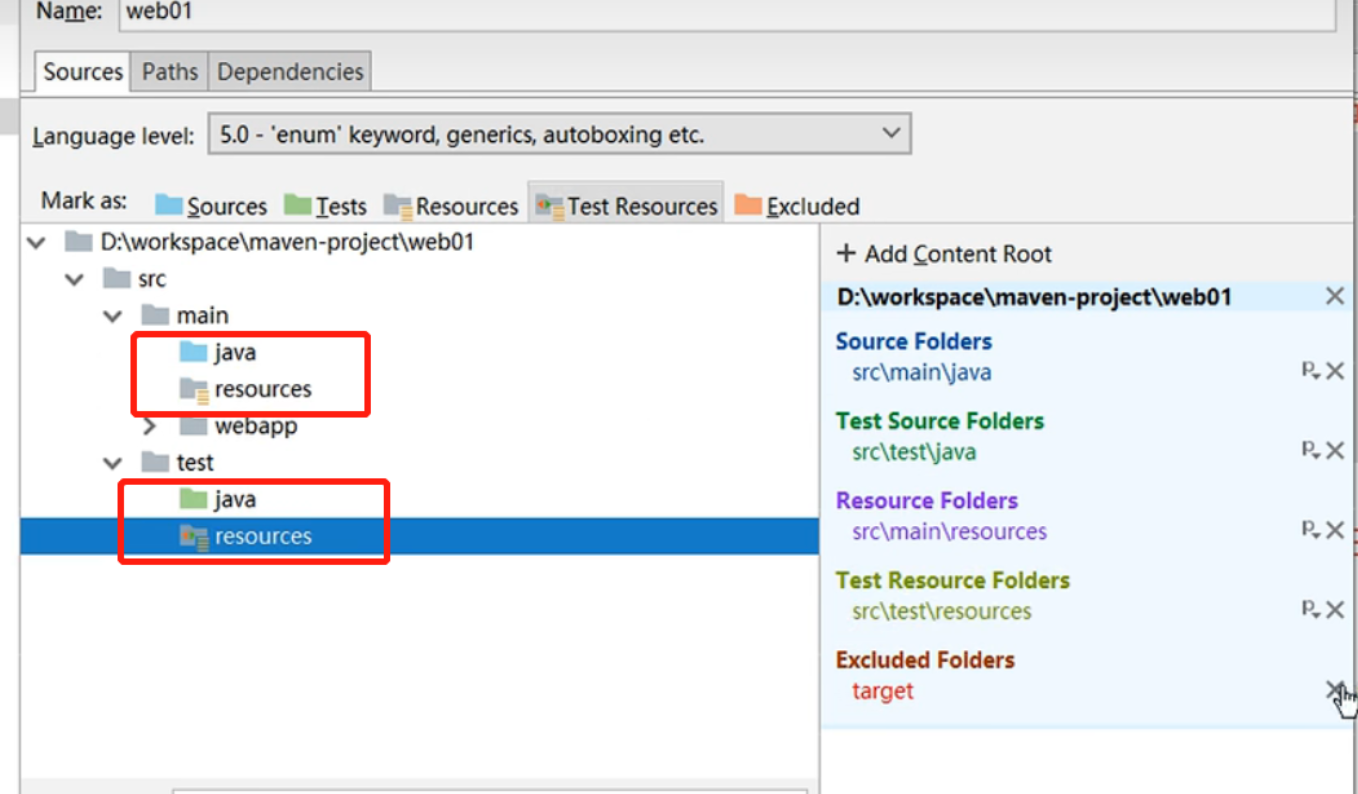 Name: web01
Sources Paths Dependencies
Language level: 5.0 - 'enum' keyword, generics, autoboxing etc.
Mark as: Sources Tests Resources Test Resources Excluded
D:\workspace\maven-project\web01
src
main
java
resources
webapp
test
java
resources
+ Add Content Root
D:\workspace\maven-project\web01
Source Folders
src\main\java
Test Source Folders
src\test\java
Resource Folders
src\main\resources
Test Resource Folders
src\test\resources
Excluded Folders
target